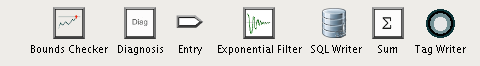 Diag Σ
Bounds Checker Diagnosis Entry Exponential Filter SQL Writer Sum Tag Writer